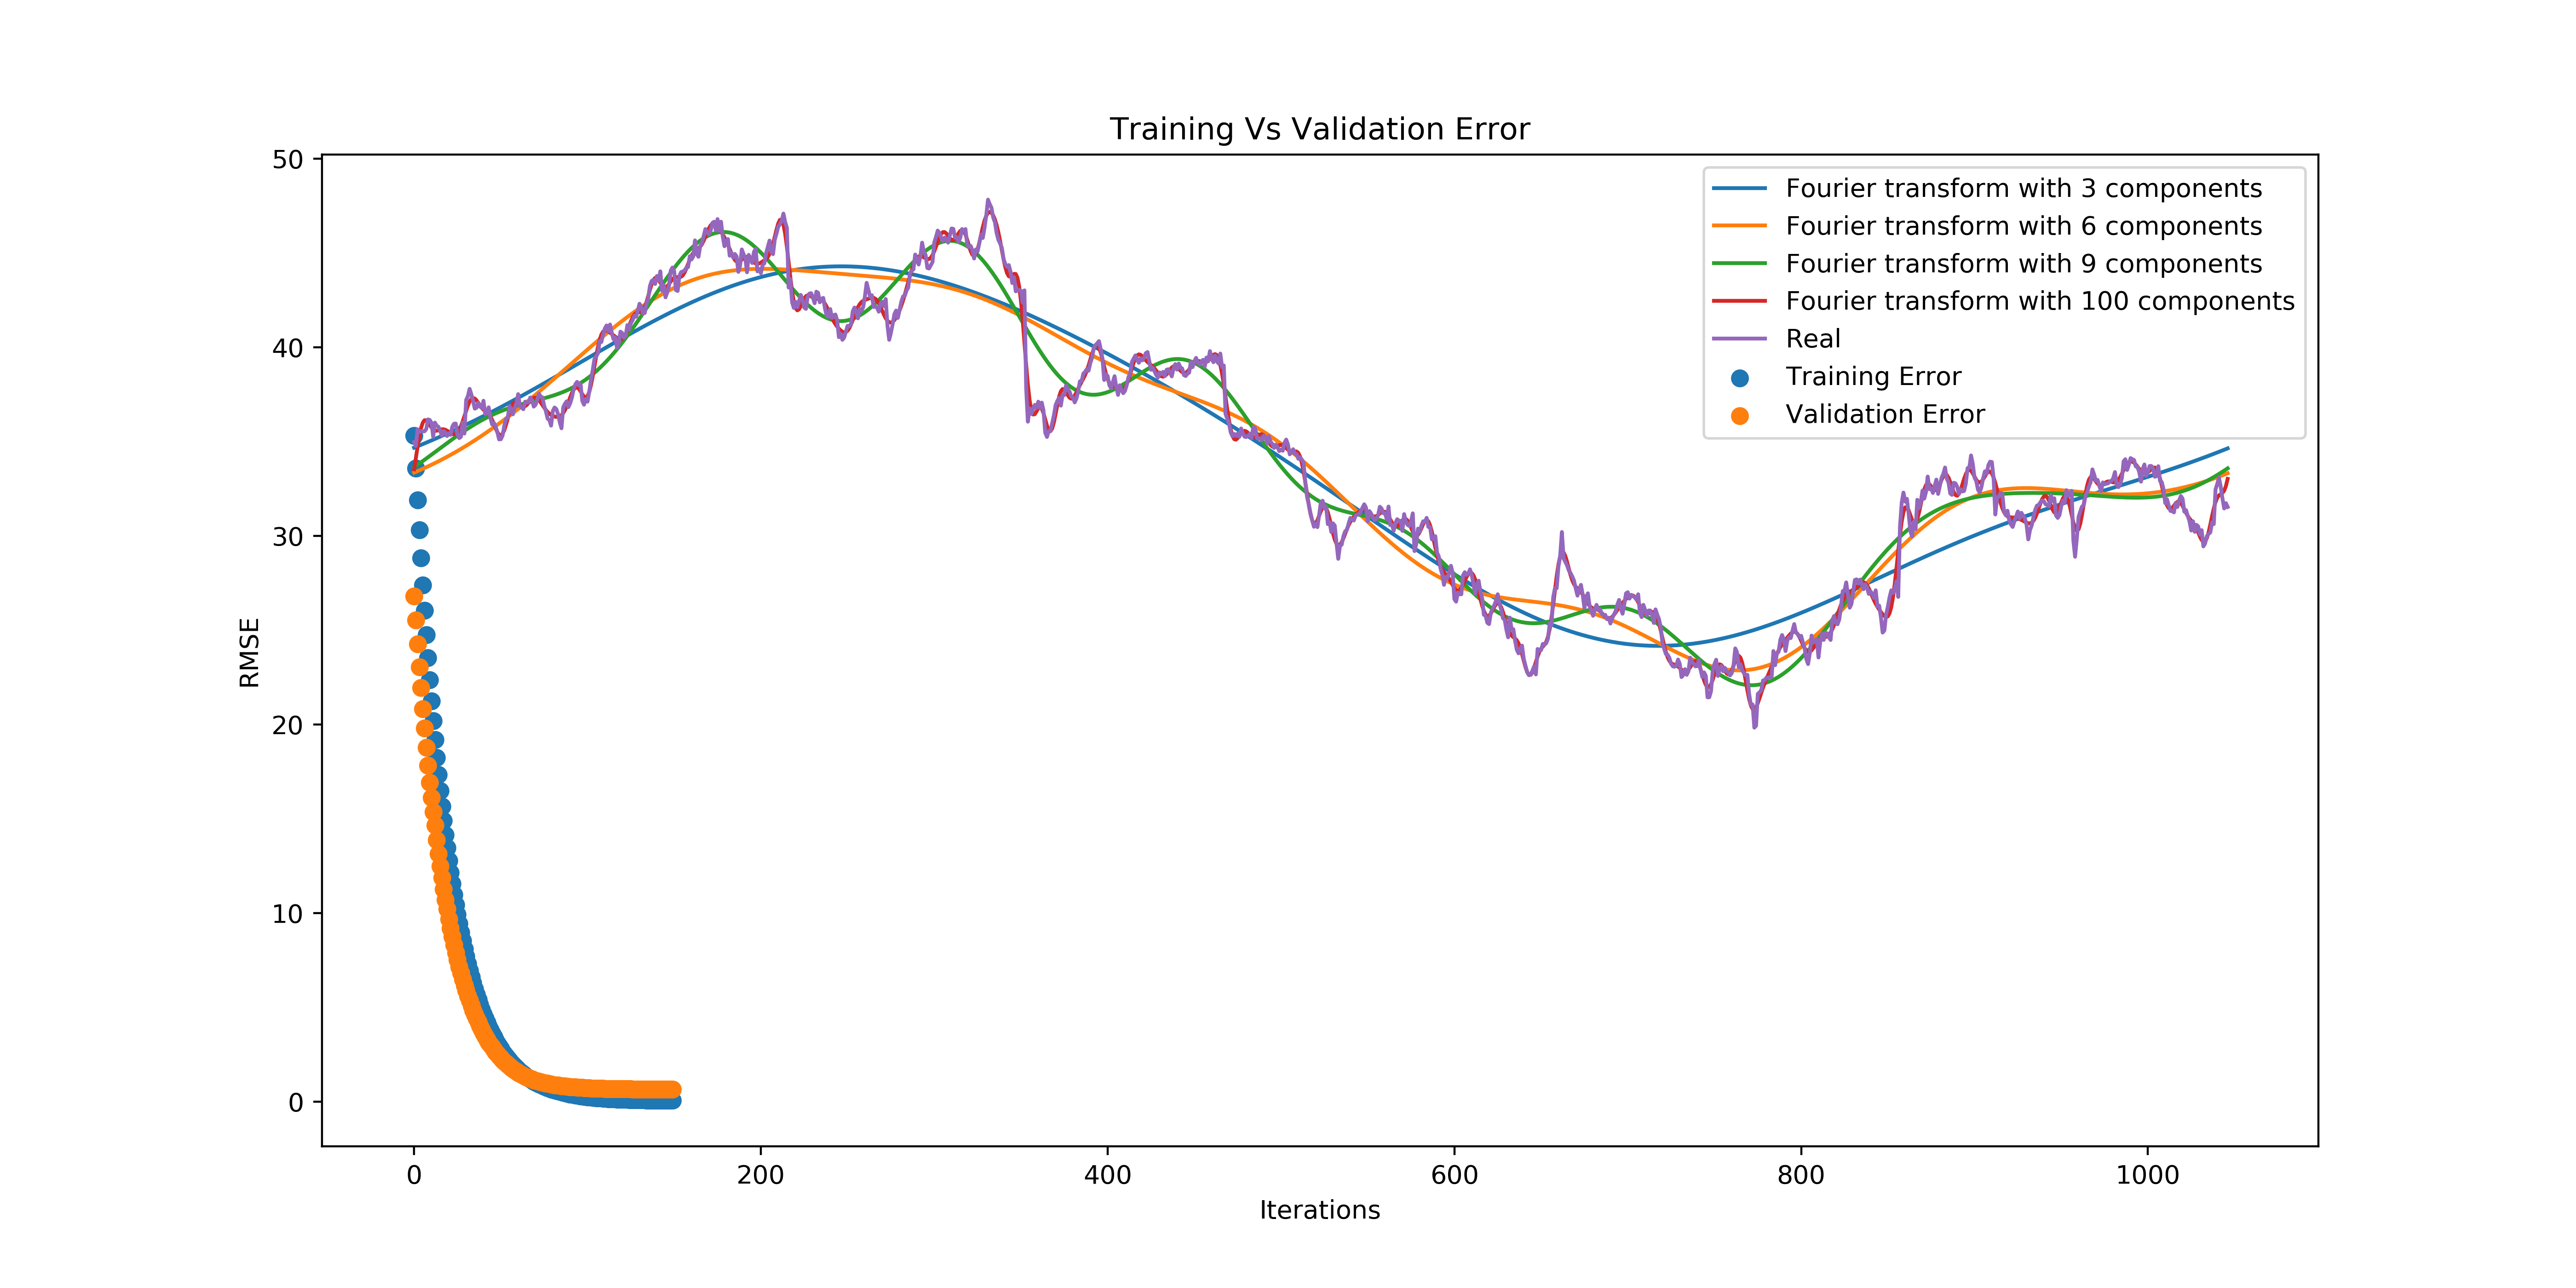 Training Vs Validation Error
50
40
30
20
10
0
RMSE
Fourier transform with 3 components
Fourier transform with 6 components
Fourier transform with 9 components
Fourier transform with 100 components
Real
Training Error
Validation Error
0
200
400
600
800
1000
Iterations